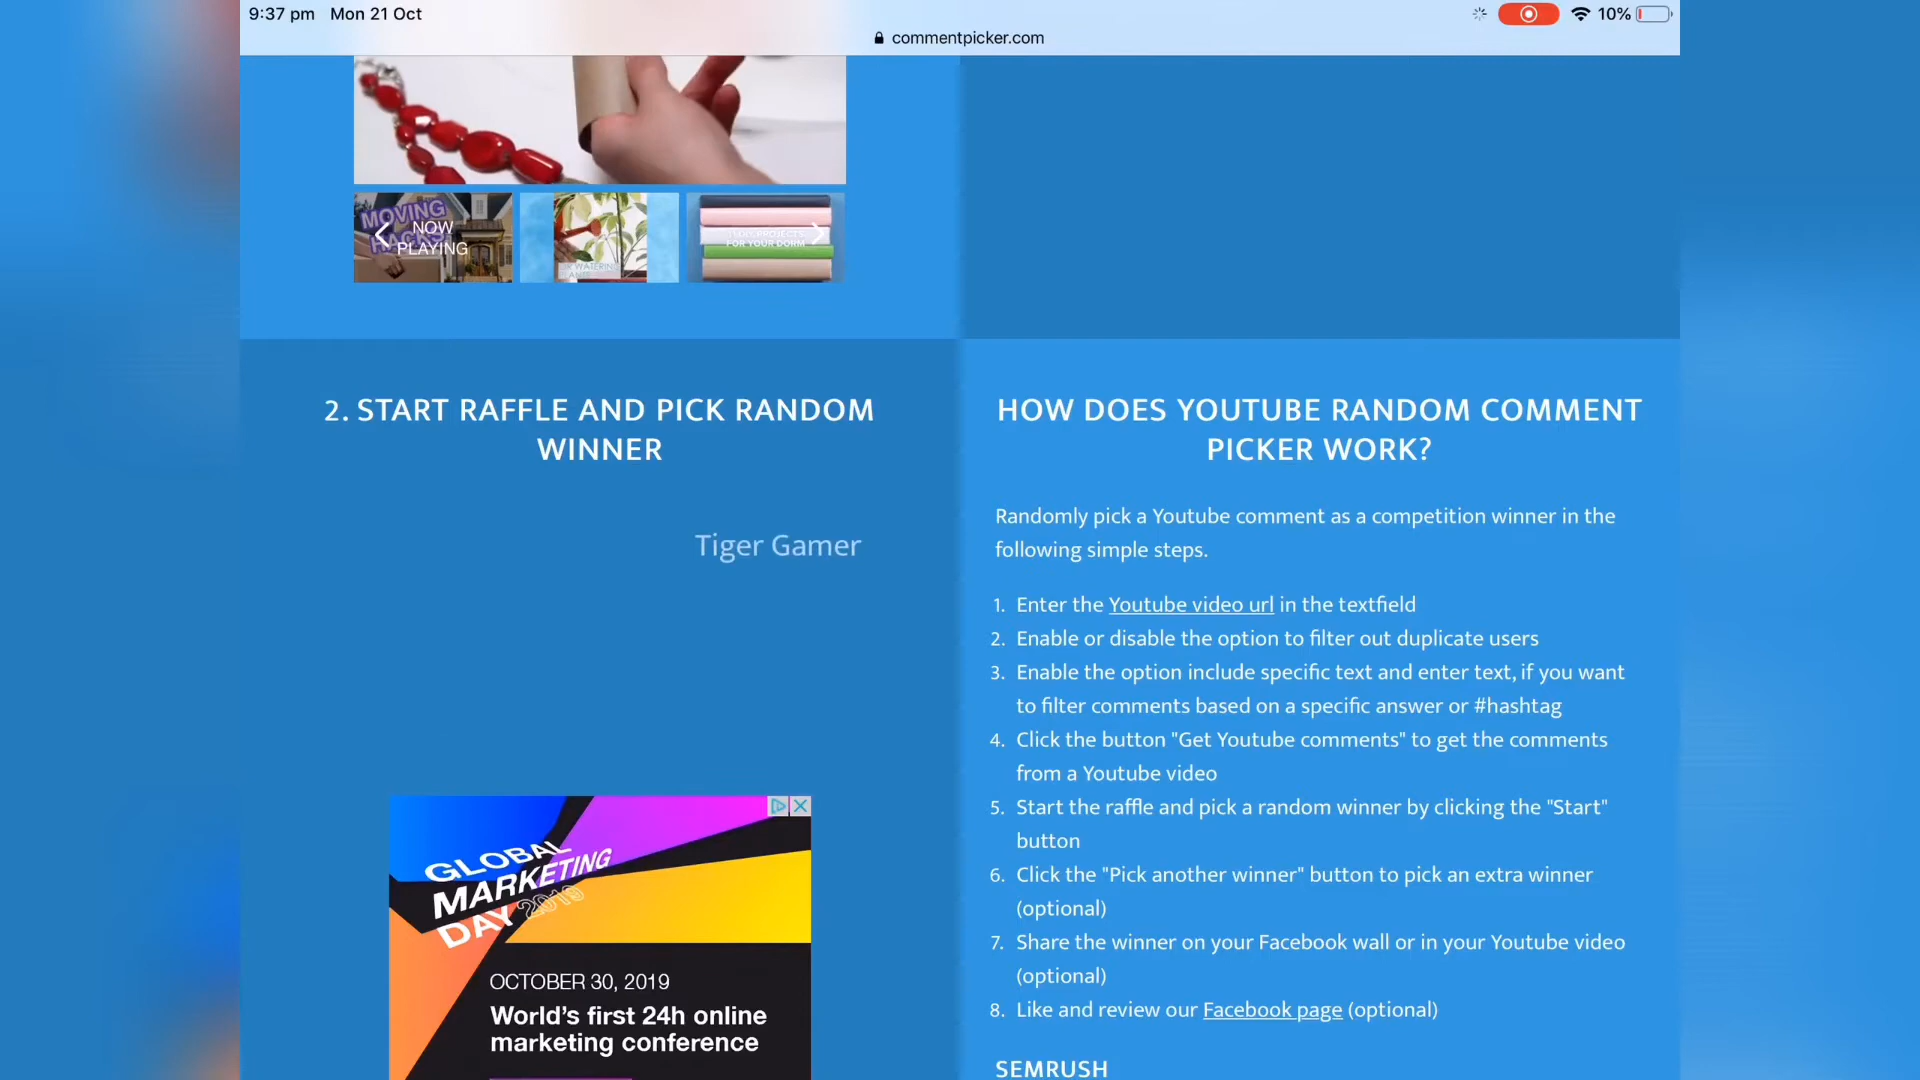 9:37 pm Mon 21 Oct
10%
commentpicker.com
MOVING
HACKS
NOW
PLAYING
WATERING
FOR YOUR DORM
2. START RAFFLE AND PICK RANDOM
WINNER
Tiger Gamer
GLOBAL
MARKETING
DAY 2019
OCTOBER 30, 2019
World's first 24h online
marketing conference
HOW DOES YOUTUBE RANDOM COMMENT
PICKER WORK?
Randomly pick a Youtube comment as a competition winner in the
following simple steps.
1. Enter the Youtube video url in the textfield
2. Enable or disable the option to filter out duplicate users
3. Enable the option include specific text and enter text, if you want
to filter comments based on a specific answer or #hashtag
4. Click the button "Get Youtube comments" to get the comments
from a Youtube video
5. Start the raffle and pick a random winner by clicking the "Start"
button
6. Click the "Pick another winner" button to pick an extra winner
(optional)
7. Share the winner on your Facebook wall or in your Youtube video
(optional)
8. Like and review our Facebook page (optional)
SEMRUSH